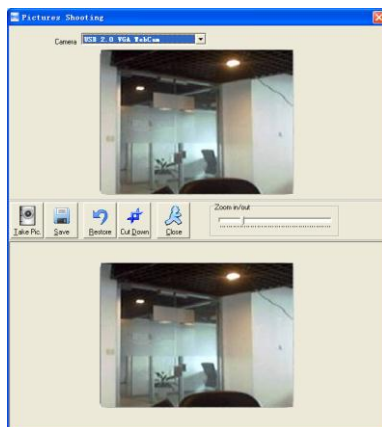 Pictures Shooting
Camera USB 2.0 VGA WebCam
Take Pic. Save Restore Cut Down Close
Zoom in/out